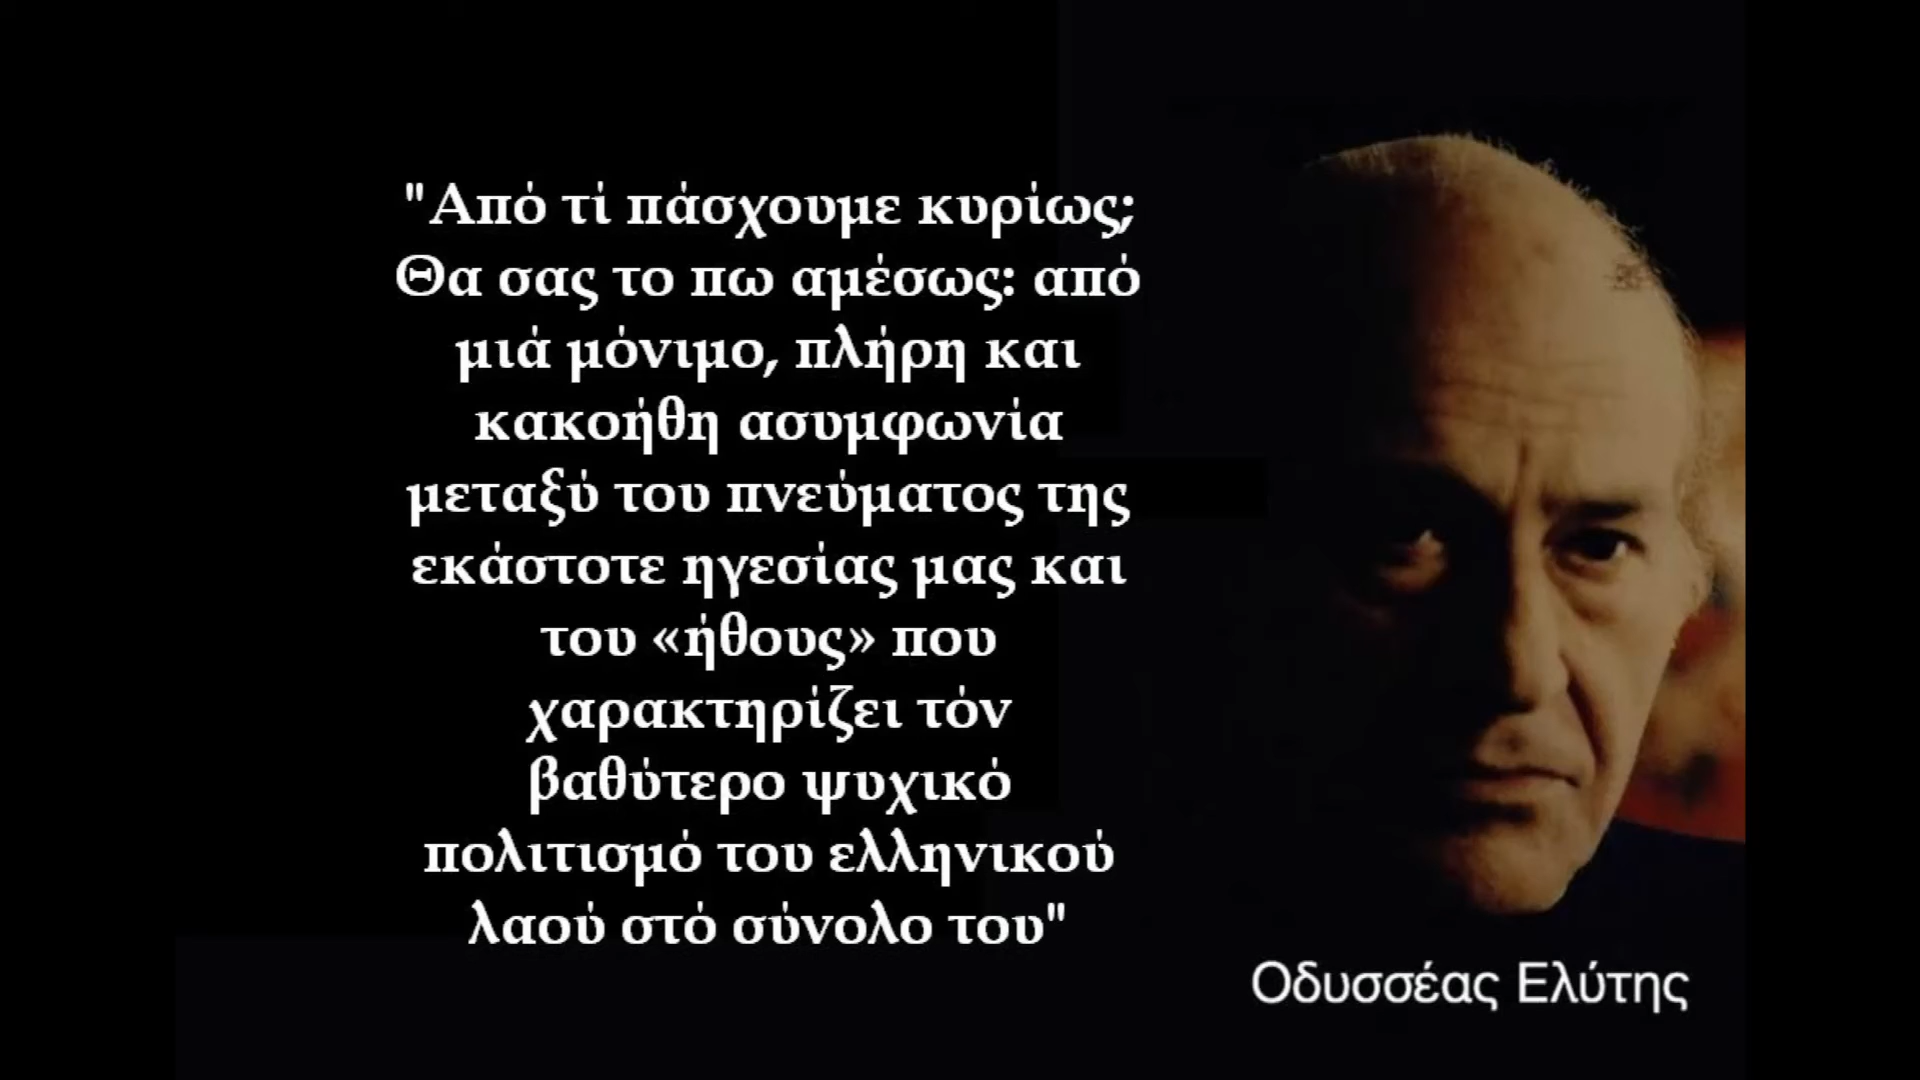 "Από τί πάσχουμε κυρίως;
Θα σας το πω αμέσως: από
μιά μόνιμο, πλήρη και
κακοήθη ασυμφωνία
μεταξύ του πνεύματος της
εκάστοτε ηγεσίας μας και
του «ήθους» που
χαρακτηρίζει τόν
βαθύτερο ψυχικό
πολιτισμό του ελληνικού
λαού στό σύνολο του"
Οδυσσέας Ελύτης